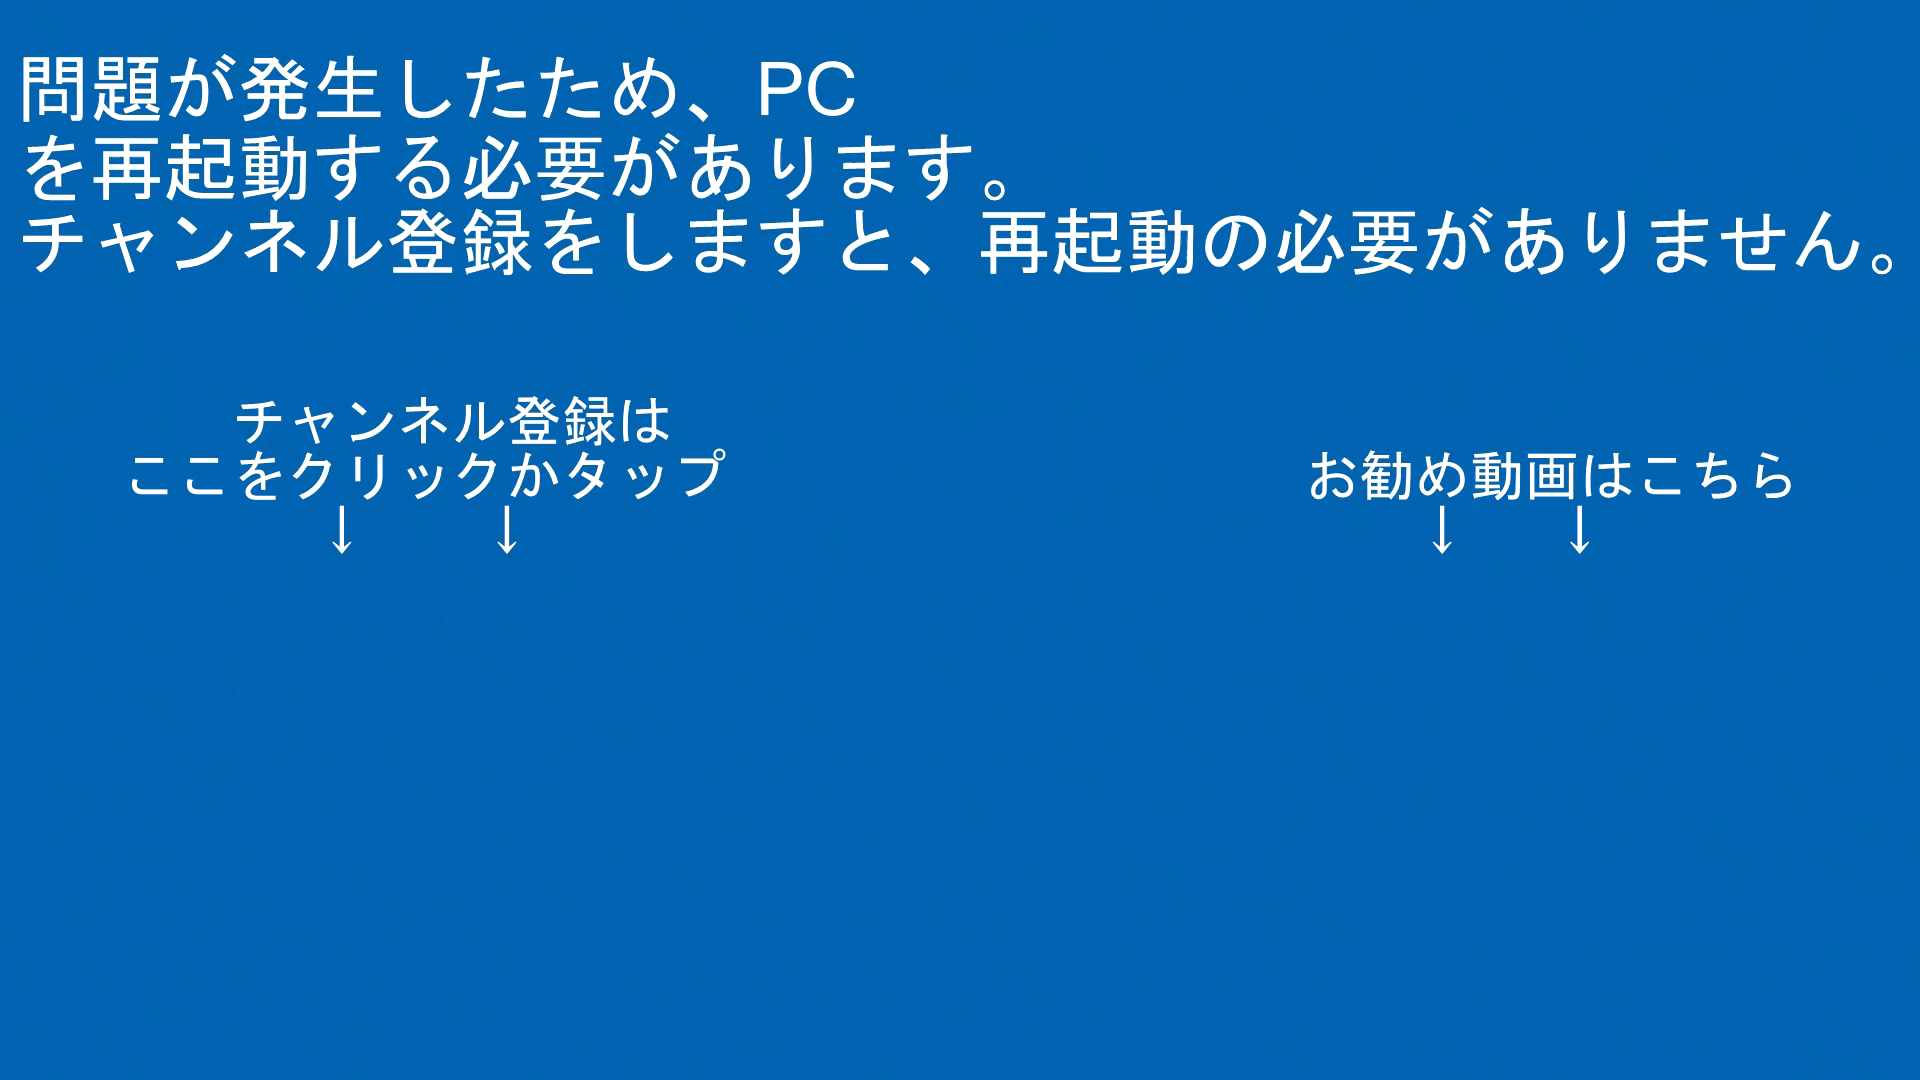 問題が発生したため、PC
を再起動する必要があります。
チャンネル登録をしますと、再起動の必要がありません。
チャンネル登録は
ここをクリックかタップ
↓ ↓
お勧め動画はこちら
↓ ↓